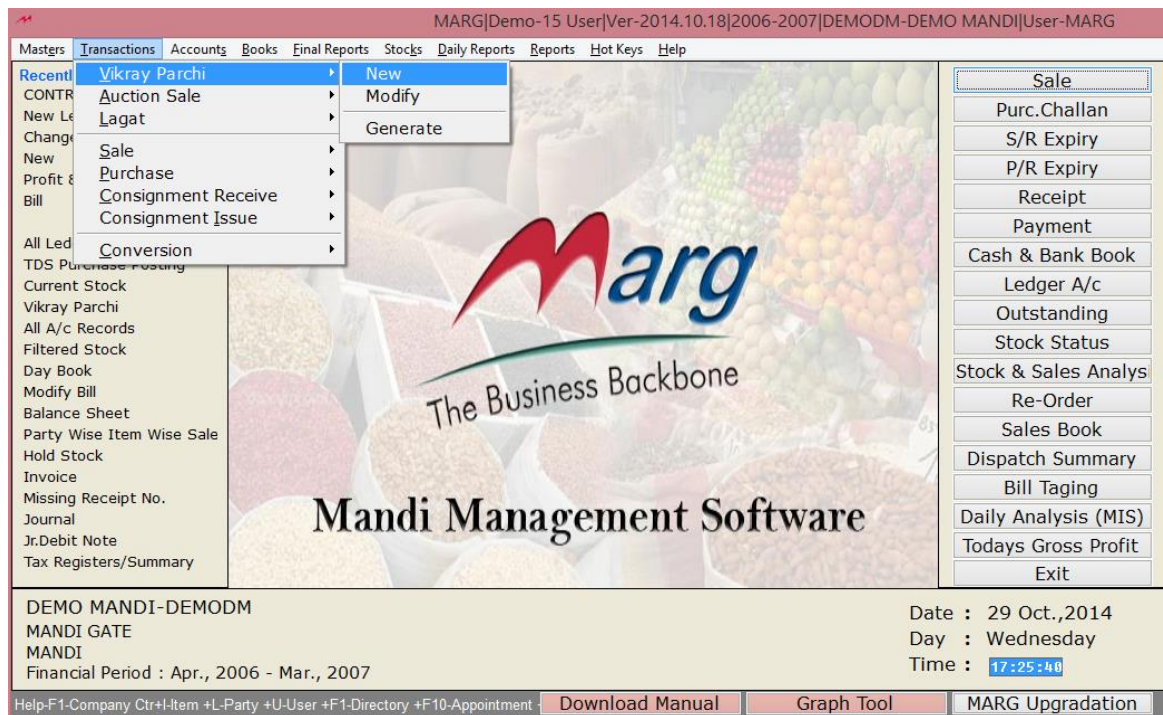 MARG|Demo-15 User|Ver-2014.10.18|2006-2007|DEMODM-DEMO MANDI|User-MARG
Masters Transactions Accounts Books Final Reports Stocks Daily Reports Reports Hot Keys Help
Vikray Parchi
Auction Sale
Lagat
Sale
Purchase
Consignment Receive
Consignment Issue
Conversion
New
Modify
Generate
New
Profit &
Bill
TDS Purchase Posting
Current Stock
Vikray Parchi
All A/c Records
Filtered Stock
Day Book
Modify Bill
Balance Sheet
Party Wise Item Wise Sale
Hold Stock
Invoice
Missing Receipt No.
Journal
Jr.Debit Note
Tax Registers/Summary
Marg
The Business Backbone
Mandi Management Software
Sale
Purc.Challan
S/R Expiry
P/R Expiry
Receipt
Payment
Cash & Bank Book
Ledger A/c
Outstanding
Stock Status
Stock & Sales Analysi
Re-Order
Sales Book
Dispatch Summary
Bill Taging
Daily Analysis (MIS)
Todays Gross Profit
Exit
DEMO MANDI-DEMODM
MANDI GATE
MANDI
Financial Period : Apr., 2006 - Mar., 2007
Date : 29 Oct.,2014
Day : Wednesday
Time : 17:25:40
Help-F1-Company Ctr+I-Item +L-Party +U-User +F1-Directory +F10-Appointment -
Download Manual
Graph Tool
MARG Upgradation